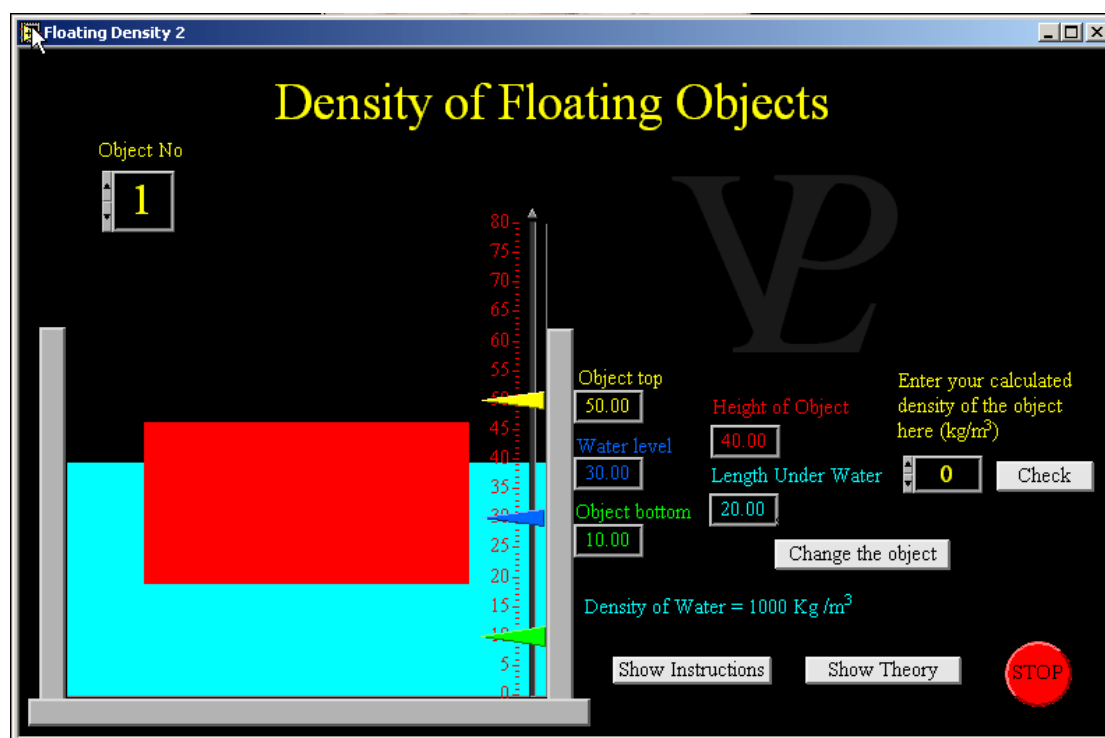 Floating Density 2
Density of Floating Objects
Object No
1
VPL
80
75
70
65
60
55
50
45
40
35
30
25
20
15
10
5
0
Object top
50.00
Water level
30.00
Object bottom
10.00
Height of Object
40.00
Length Under Water
20.00
Enter your calculated
density of the object
here (kg/m³)
0
Check
Change the object
Density of Water = 1000 Kg /m³
Show Instructions
Show Theory
STOP